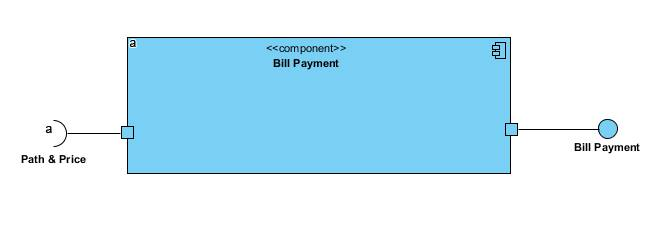 a
<<component>>
Bill Payment
a
Path & Price
Bill Payment